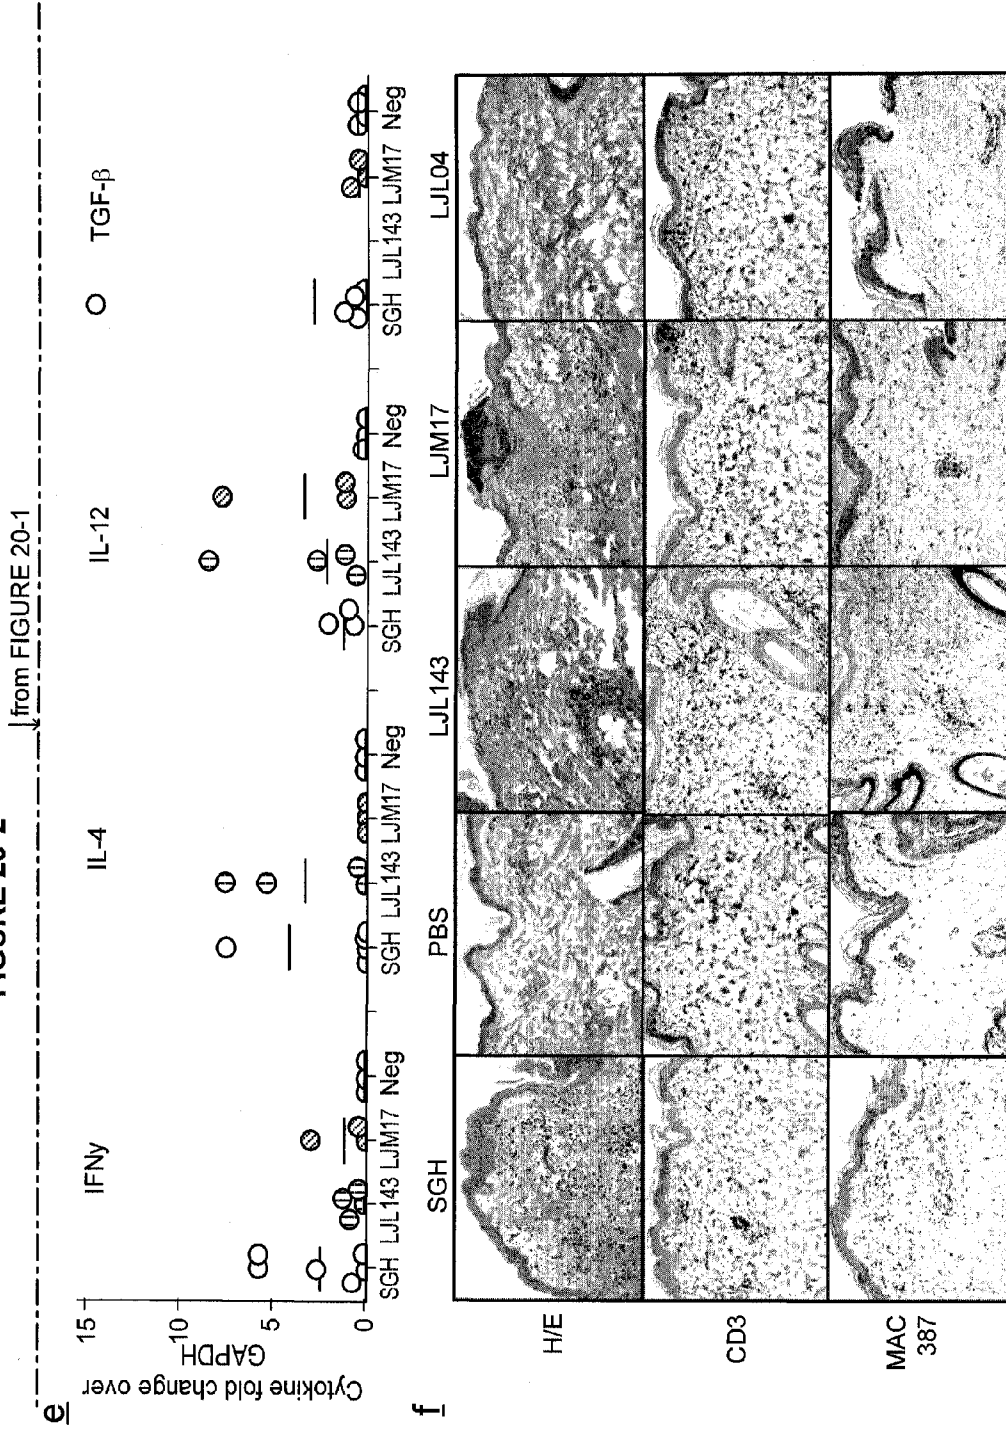 FIGURE 20-2
from FIGURE 20-1
e
Cytokine fold change over
GAPDH
15
10
5
0
IFNy
IL-4
IL-12
TGF-β
SGH LJL143 LJM17 Neg
SGH LJL143 LJM17 Neg
SGH LJL143 LJM17 Neg
SGH LJL143 LJM17 Neg
f
SGH
PBS
LJL143
LJM17
LJL04
H/E
CD3
MAC
387